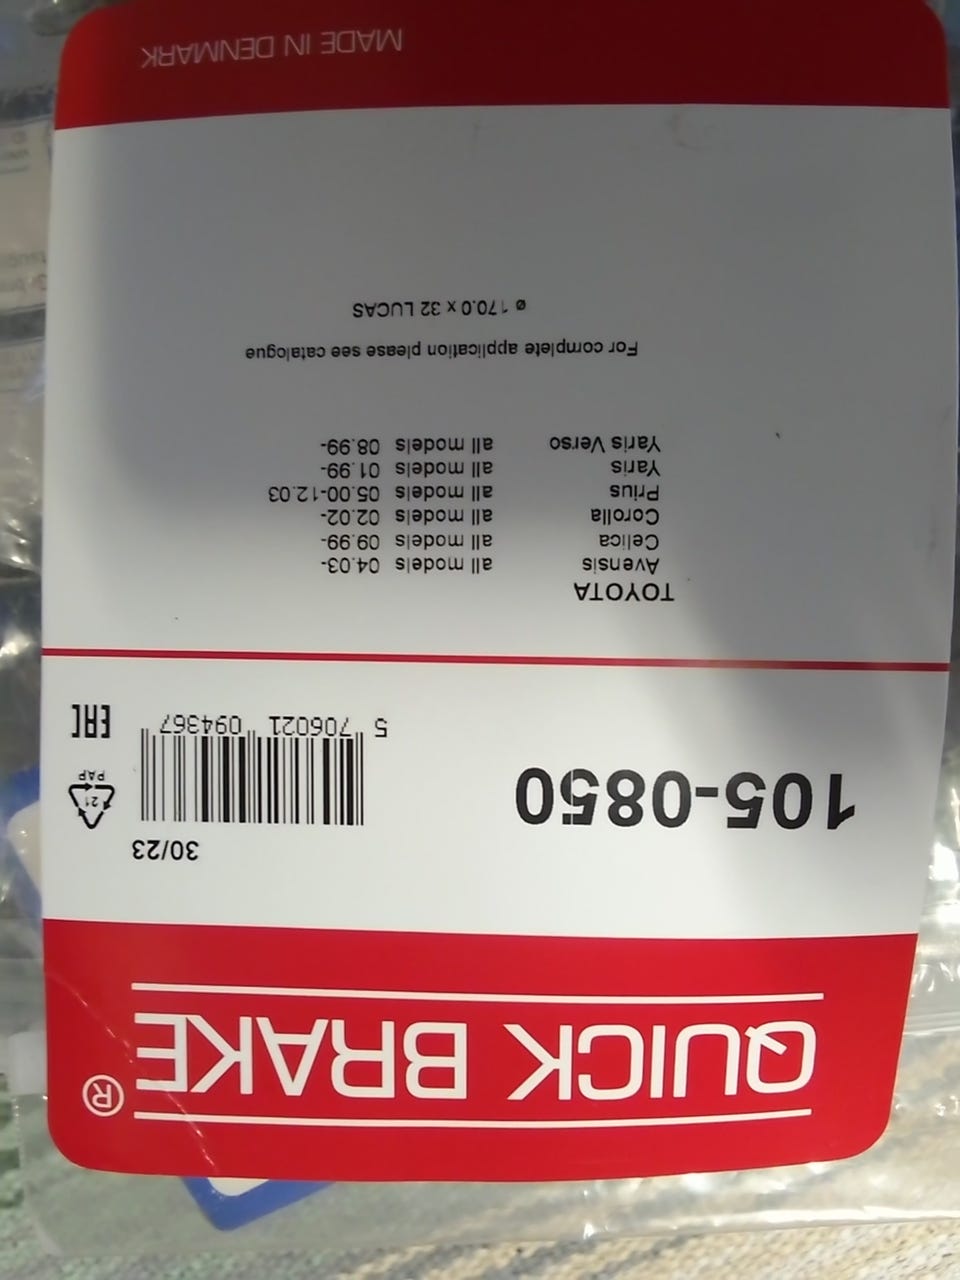 QUICK BRAKE®
30/23
105-0850
5 706021 094367
21
PAP
EAC
TOYOTA
Avensis all models 04.03-
Celica all models 09.99-
Corolla all models 02.02-
Prius all models 05.00-12.03
Yaris all models 01.99-
Yaris Verso all models 08.99-
For complete application please see catalogue
ø 170.0 x 32 LUCAS
MADE IN DENMARK